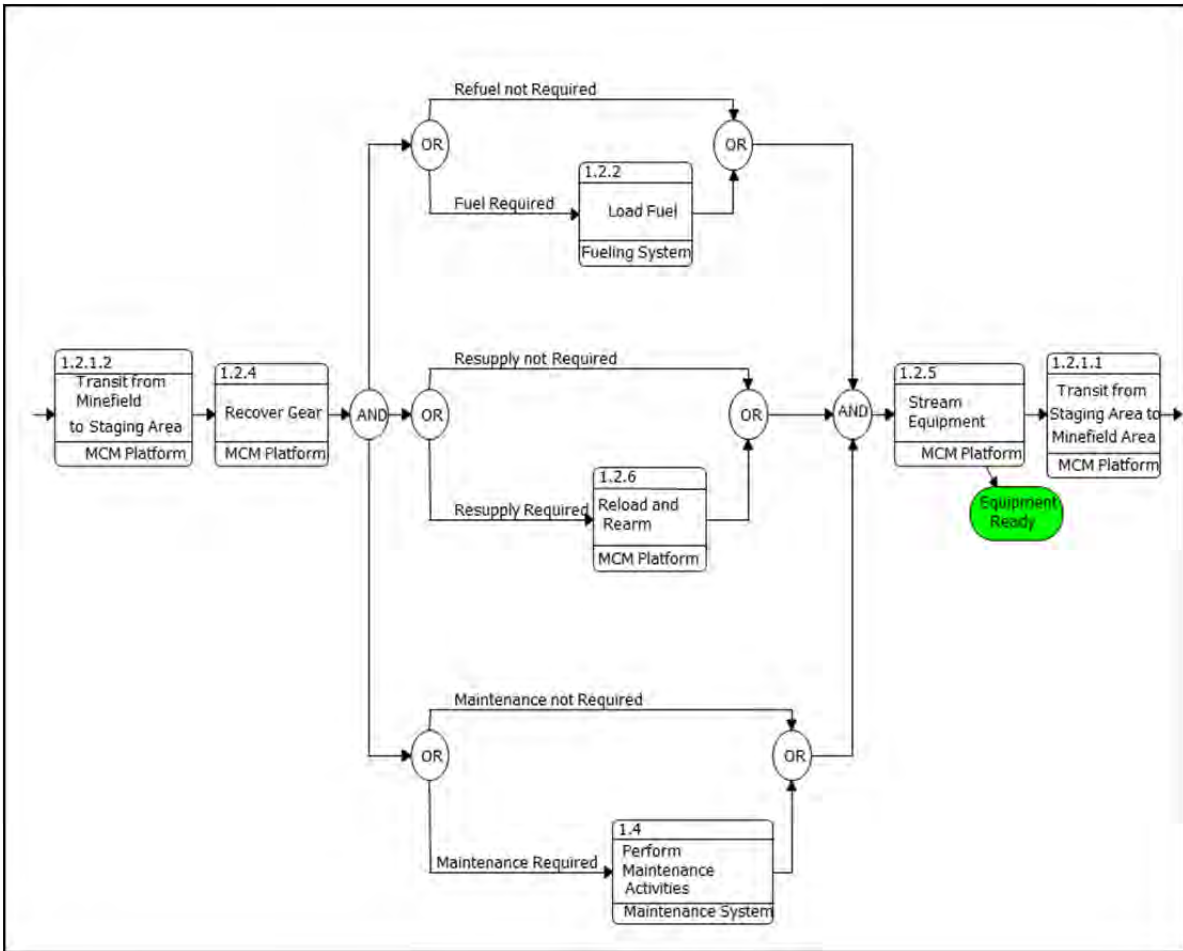 Refuel not Required
OR
OR
1.2.2
Load Fuel
Fuel Required
Fueling System
1.2.1.2
Transit from
Minefield
to Staging Area
MCM Platform
1.2.4
Recover Gear
MCM Platform
AND
Resupply not Required
OR
OR
1.2.6
Reload and
Rearm
Resupply Required
MCM Platform
AND
1.2.5
Stream
Equipment
MCM Platform
1.2.1.1
Transit from
Staging Area to
Minefield Area
MCM Platform
Equipment
Ready
Maintenance not Required
OR
OR
1.4
Perform
Maintenance
Activities
Maintenance Required
Maintenance System